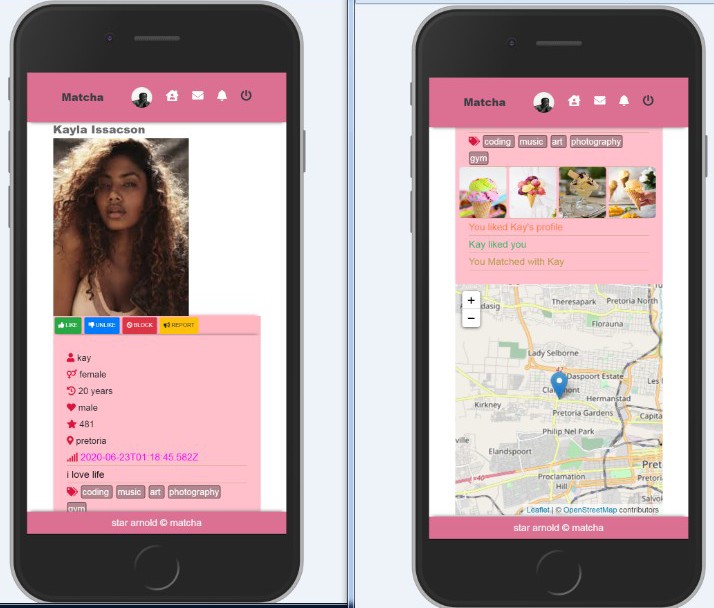 Matcha
Kayla Issacson
LIKE UNLIKE BLOCK REPORT
kay
female
20 years
male
481
pretoria
2020-06-23T01:18:45.582Z
i love life
coding music art photography
gym
star arnold © matcha
Matcha
coding music art photography
gym
You liked Kay's profile
Kay liked you
You Matched with Kay
+
−
Theresapark Pretoria North
Florauna
Lady Selborne
Daspoort Estate
Les
Hermanstad
Kirkney
Capita
Pretoria Gardens
Philip Nel Park
ville
Elandspoort
Proclamation
Hill
Pret
Salvok
Leaflet | © OpenStreetMap contributors
star arnold © matcha